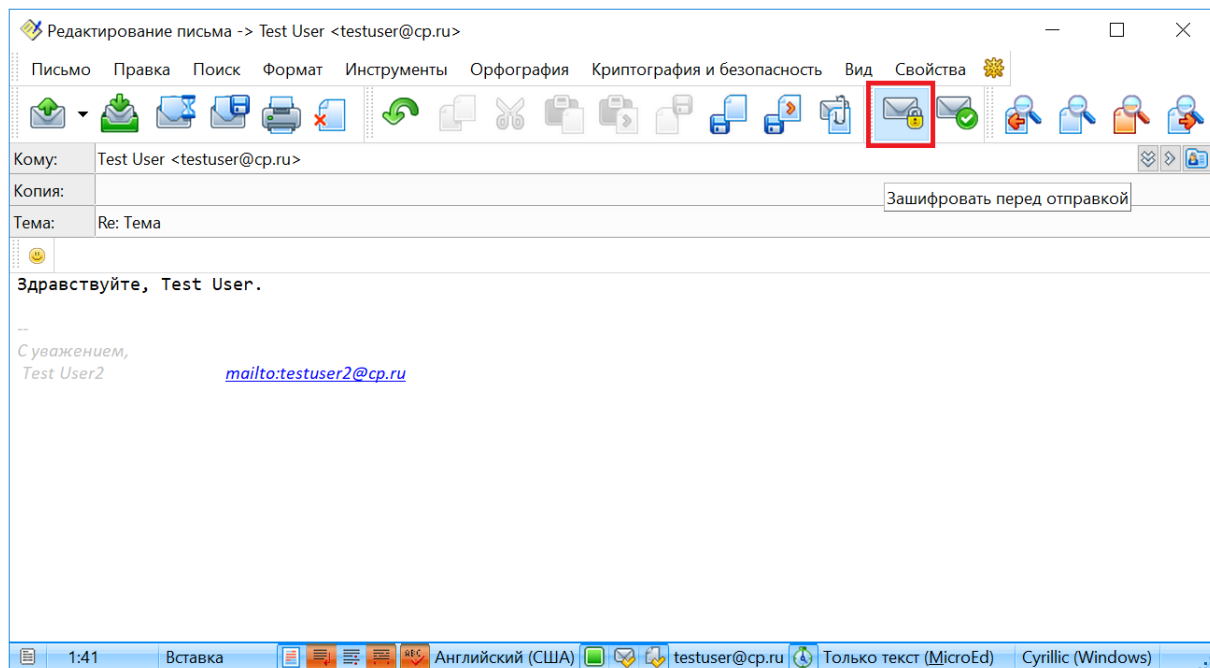 Редактирование письма -> Test User <testuser@cp.ru>
Письмо Правка Поиск Формат Инструменты Орфография Криптография и безопасность Вид Свойства
Кому: Test User <testuser@cp.ru>
Копия:
Зашифровать перед отправкой
Тема: Re: Тема
Здравствуйте, Test User.
--
С уважением,
Test User2 mailto:testuser2@cp.ru
1:41 Вставка ABC Английский (США) testuser@cp.ru Только текст (MicroEd) Cyrillic (Windows)